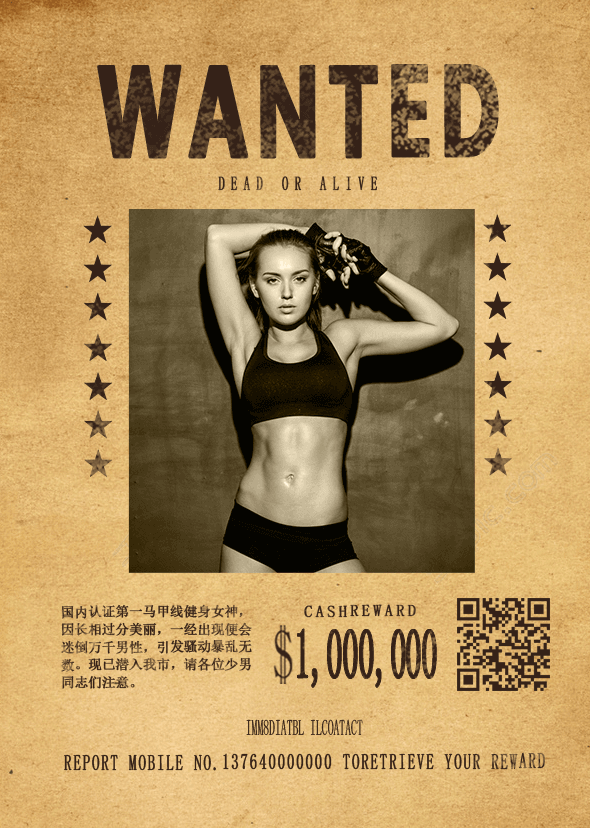 WANTED
DEAD OR ALIVE
国内认证第一马甲线健身女神，
因长相过分美丽，一经出现便会
迷倒万千男性，引发骚动暴乱无
数。现已潜入我市，请各位少男
同志们注意。
CASHREWARD
$1,000,000
IMM8DIATBL ILCOATACT
REPORT MOBILE NO.137640000000 TORETRIEVE YOUR REWARD